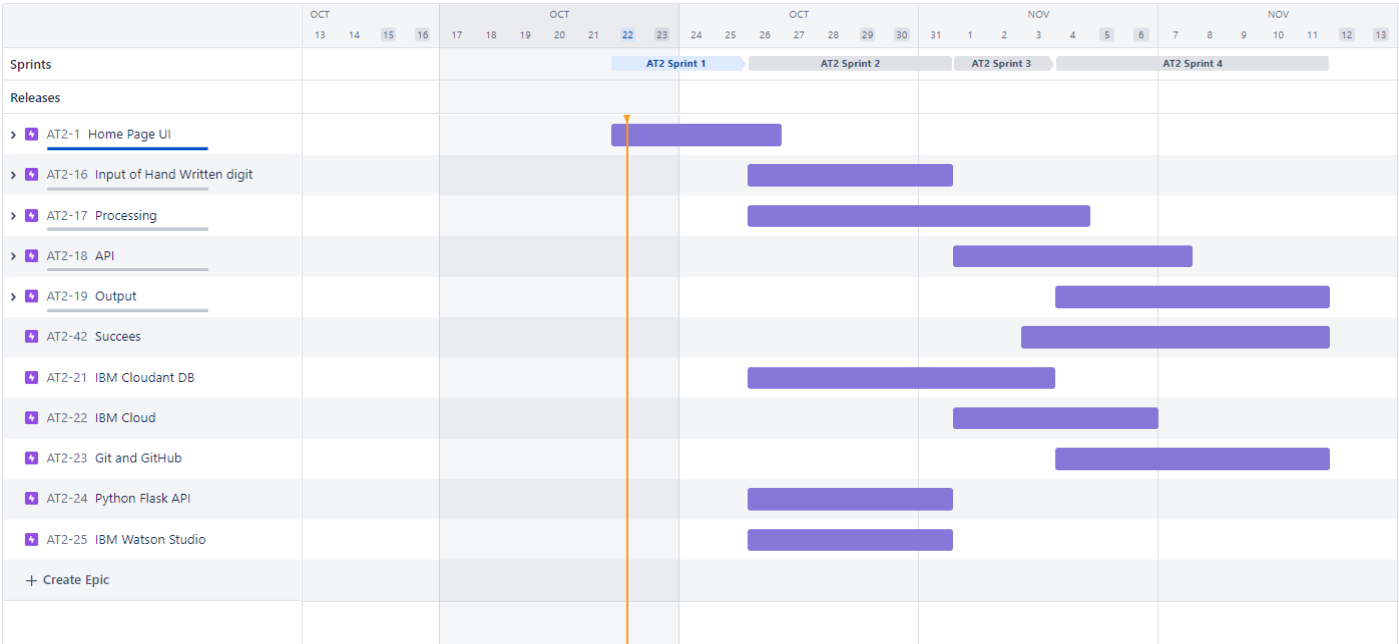 OCT OCT OCT NOV NOV
13 14 15 16 17 18 19 20 21 22 23 24 25 26 27 28 29 30 31 1 2 3 4 5 6 7 8 9 10 11 12 13
Sprints AT2 Sprint 1 AT2 Sprint 2 AT2 Sprint 3 AT2 Sprint 4
Releases
AT2-1 Home Page UI
AT2-16 Input of Hand Written digit
AT2-17 Processing
AT2-18 API
AT2-19 Output
AT2-42 Succees
AT2-21 IBM Cloudant DB
AT2-22 IBM Cloud
AT2-23 Git and GitHub
AT2-24 Python Flask API
AT2-25 IBM Watson Studio
+ Create Epic